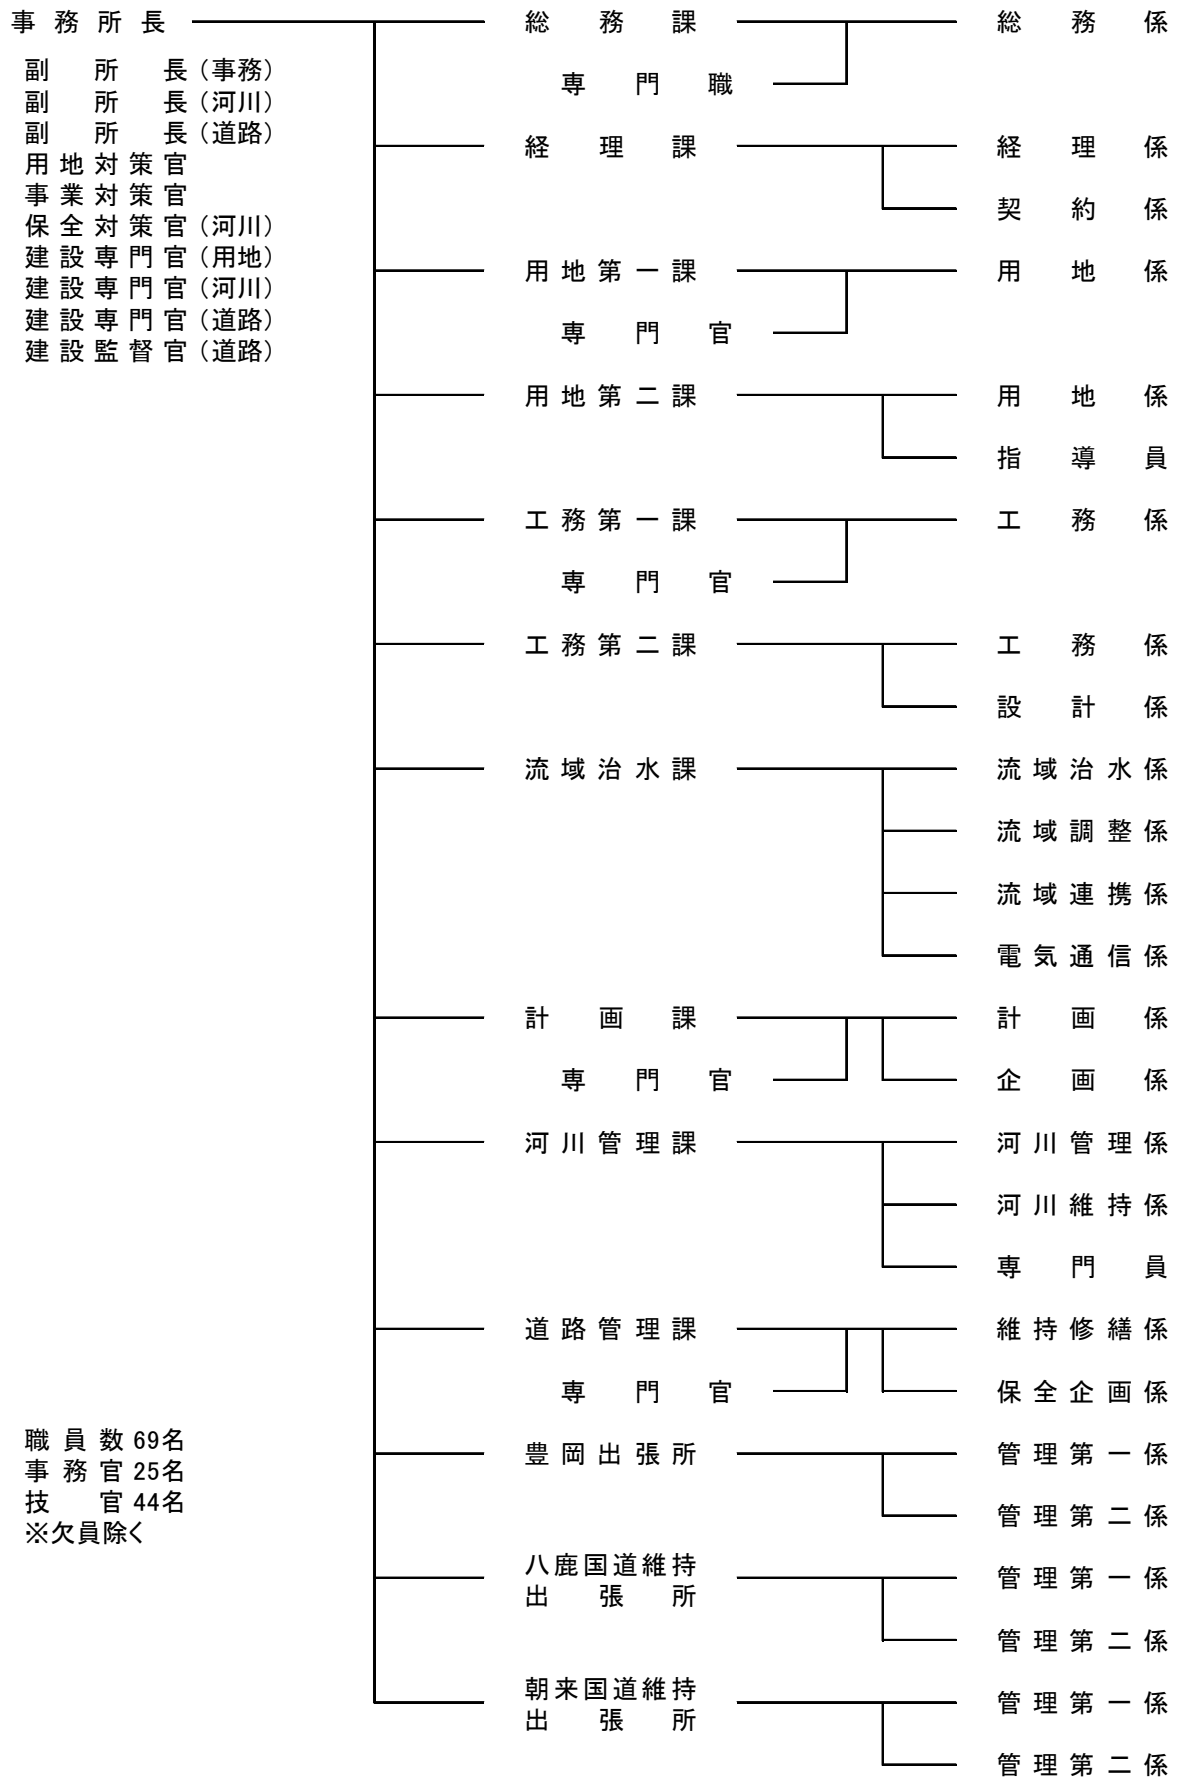 事務所長 総務課 総務係
副所長(事務) 専門職
副所長(河川)
副所長(道路) 経理課 経理係
用地対策官
事業対策官 契約係
保全対策官(河川)
建設専門官(用地) 用地第一課 用地係
建設専門官(河川)
建設専門官(道路) 専門官
建設監督官(道路)
用地第二課 用地係
指導員
工務第一課 工務係
専門官
工務第二課 工務係
設計係
流域治水課 流域治水係
流域調整係
流域連携係
電気通信係
計画課 計画係
専門官 企画係
河川管理課 河川管理係
河川維持係
専門員
道路管理課 維持修繕係
専門官 保全企画係
職員数 69名 豊岡出張所 管理第一係
事務官 25名
技官 44名 管理第二係
※欠員除く
八鹿国道維持
出張所 管理第一係
管理第二係
朝来国道維持
出張所 管理第一係
管理第二係